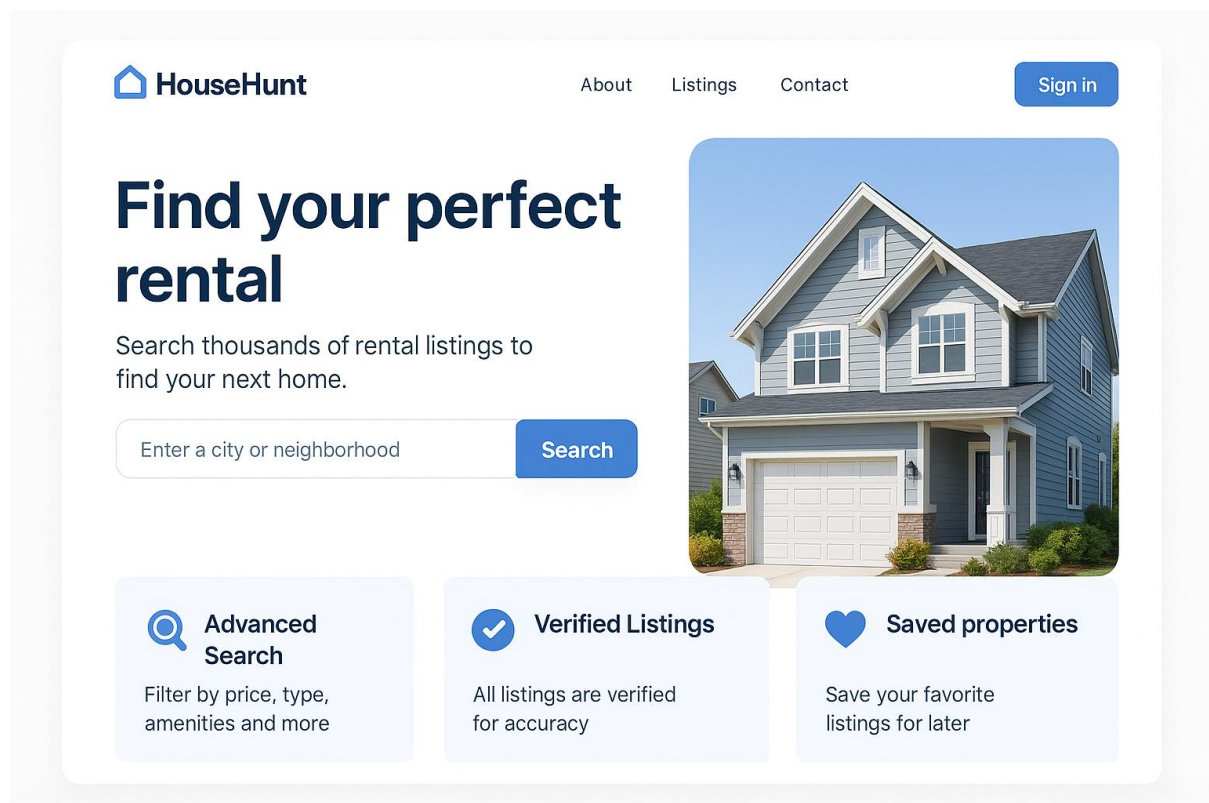 HouseHunt
About
Listings
Contact
Sign in
Find your perfect
rental
Search thousands of rental listings to
find your next home.
Enter a city or neighborhood
Search
Advanced
Search
Filter by price, type,
amenities and more
Verified Listings
All listings are verified
for accuracy
Saved properties
Save your favorite
listings for later